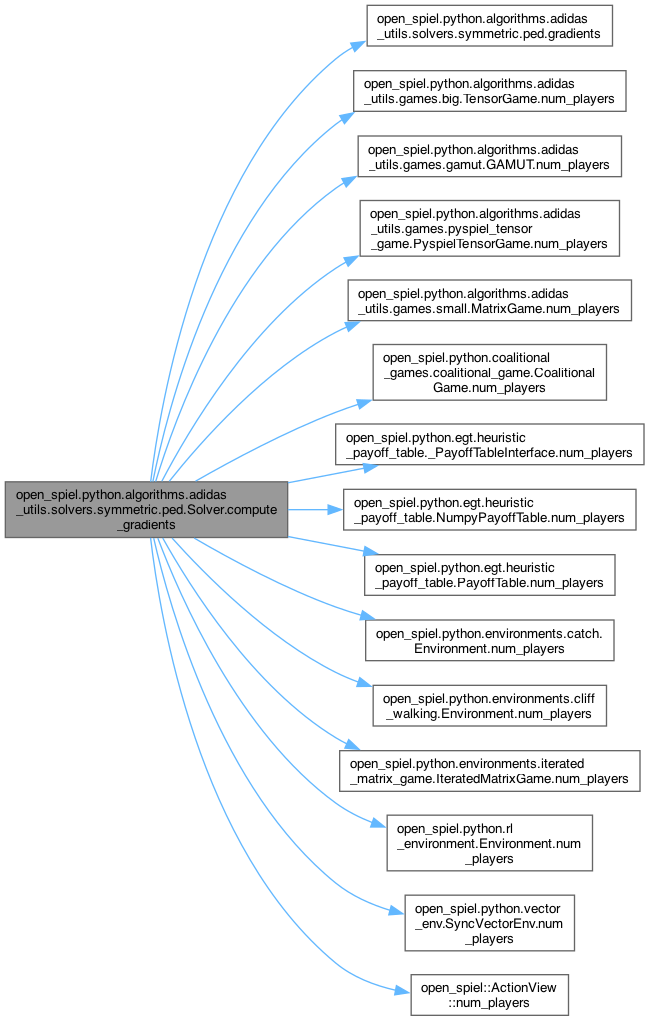 open_spiel.python.algorithms.adidas
_utils.solvers.symmetric.ped.Solver.compute
_gradients
open_spiel.python.algorithms.adidas
_utils.solvers.symmetric.ped.gradients
open_spiel.python.algorithms.adidas
_utils.games.big.TensorGame.num_players
open_spiel.python.algorithms.adidas
_utils.games.gamut.GAMUT.num_players
open_spiel.python.algorithms.adidas
_utils.games.pyspiel_tensor
_game.PyspielTensorGame.num_players
open_spiel.python.algorithms.adidas
_utils.games.small.MatrixGame.num_players
open_spiel.python.coalitional
_games.coalitional_game.Coalitional
Game.num_players
open_spiel.python.egt.heuristic
_payoff_table._PayoffTableInterface.num_players
open_spiel.python.egt.heuristic
_payoff_table.NumpyPayoffTable.num_players
open_spiel.python.egt.heuristic
_payoff_table.PayoffTable.num_players
open_spiel.python.environments.catch.
Environment.num_players
open_spiel.python.environments.cliff
_walking.Environment.num_players
open_spiel.python.environments.iterated
_matrix_game.IteratedMatrixGame.num_players
open_spiel.python.rl
_environment.Environment.num
_players
open_spiel.python.vector
_env.SyncVectorEnv.num
_players
open_spiel::ActionView
::num_players